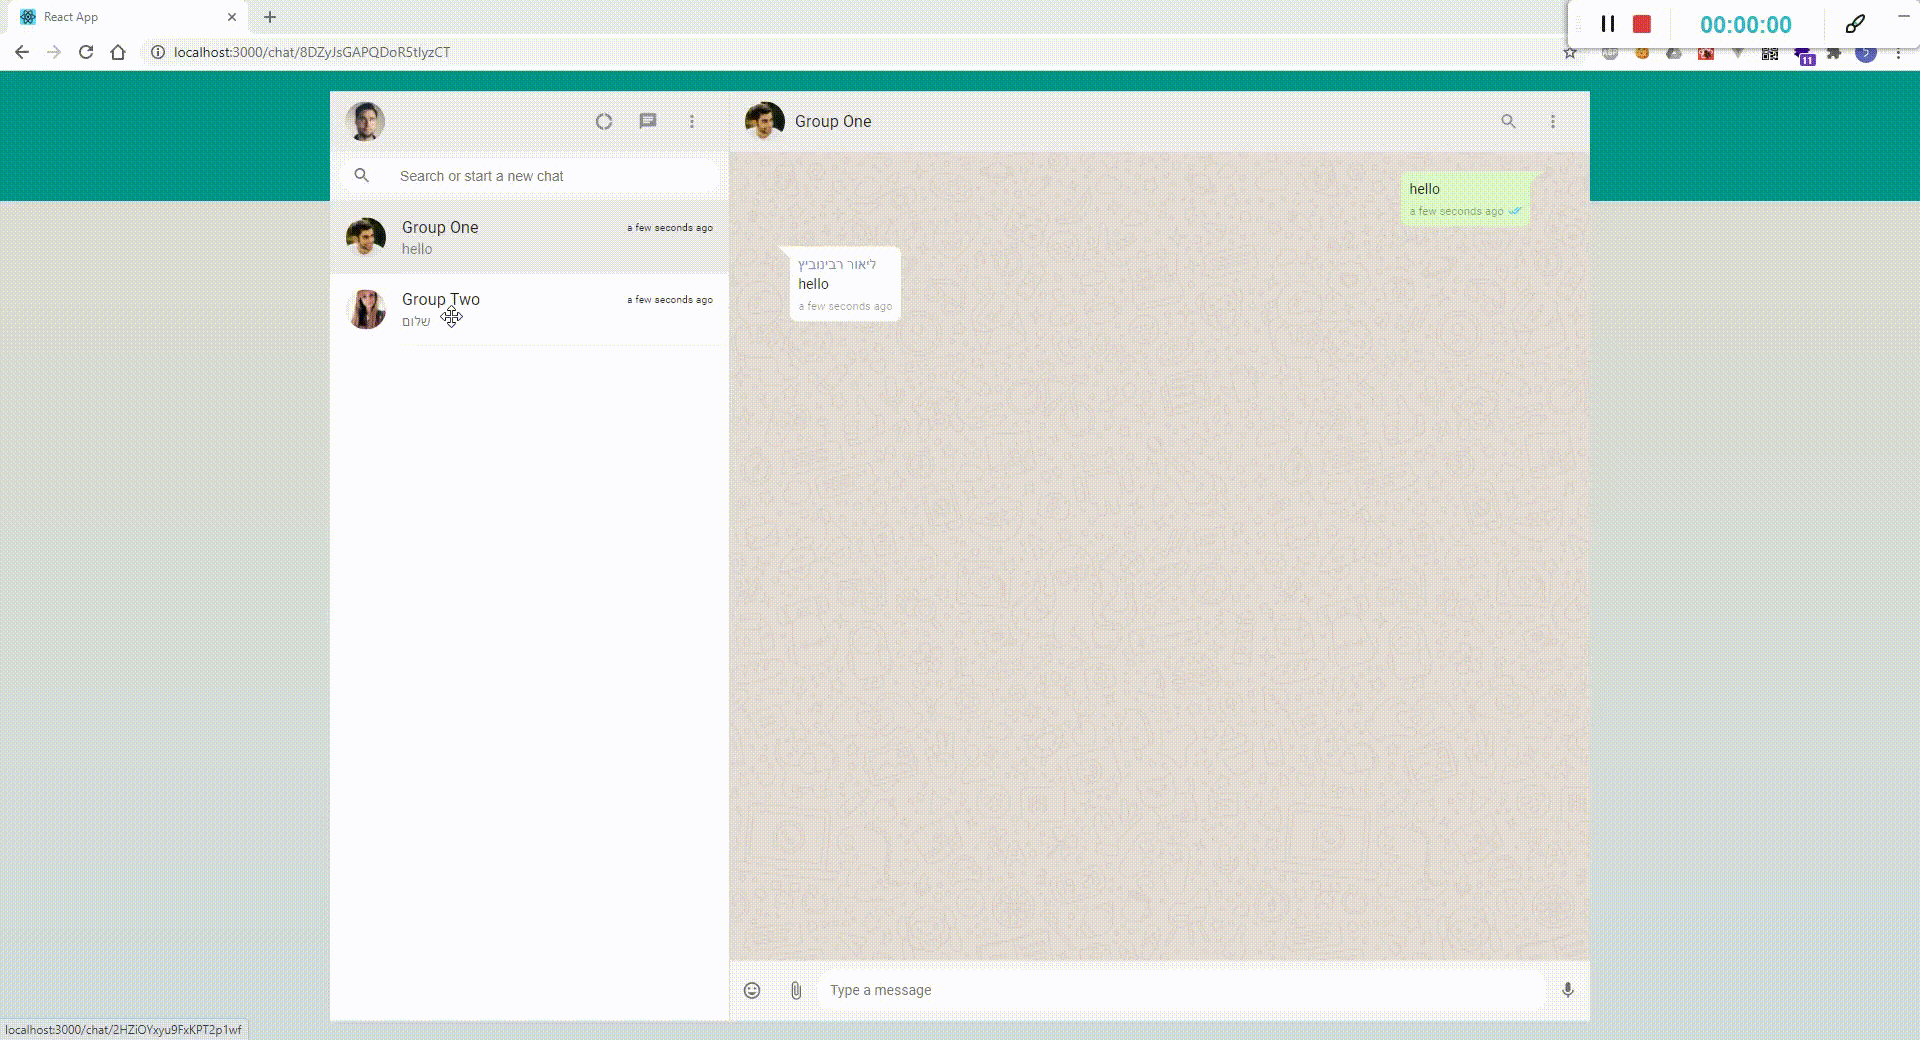 React App
00:00:00
localhost:3000/chat/8DZyJsGAPQDoR5tlyzCT
ABP
11
Group One
Search or start a new chat
Group One
a few seconds ago
hello
Group Two
a few seconds ago
שלום
hello
a few seconds ago
ליאור רבינוביץ
hello
a few seconds ago
Type a message
localhost:3000/chat/2HZiOYxyu9FxKPT2p1wf